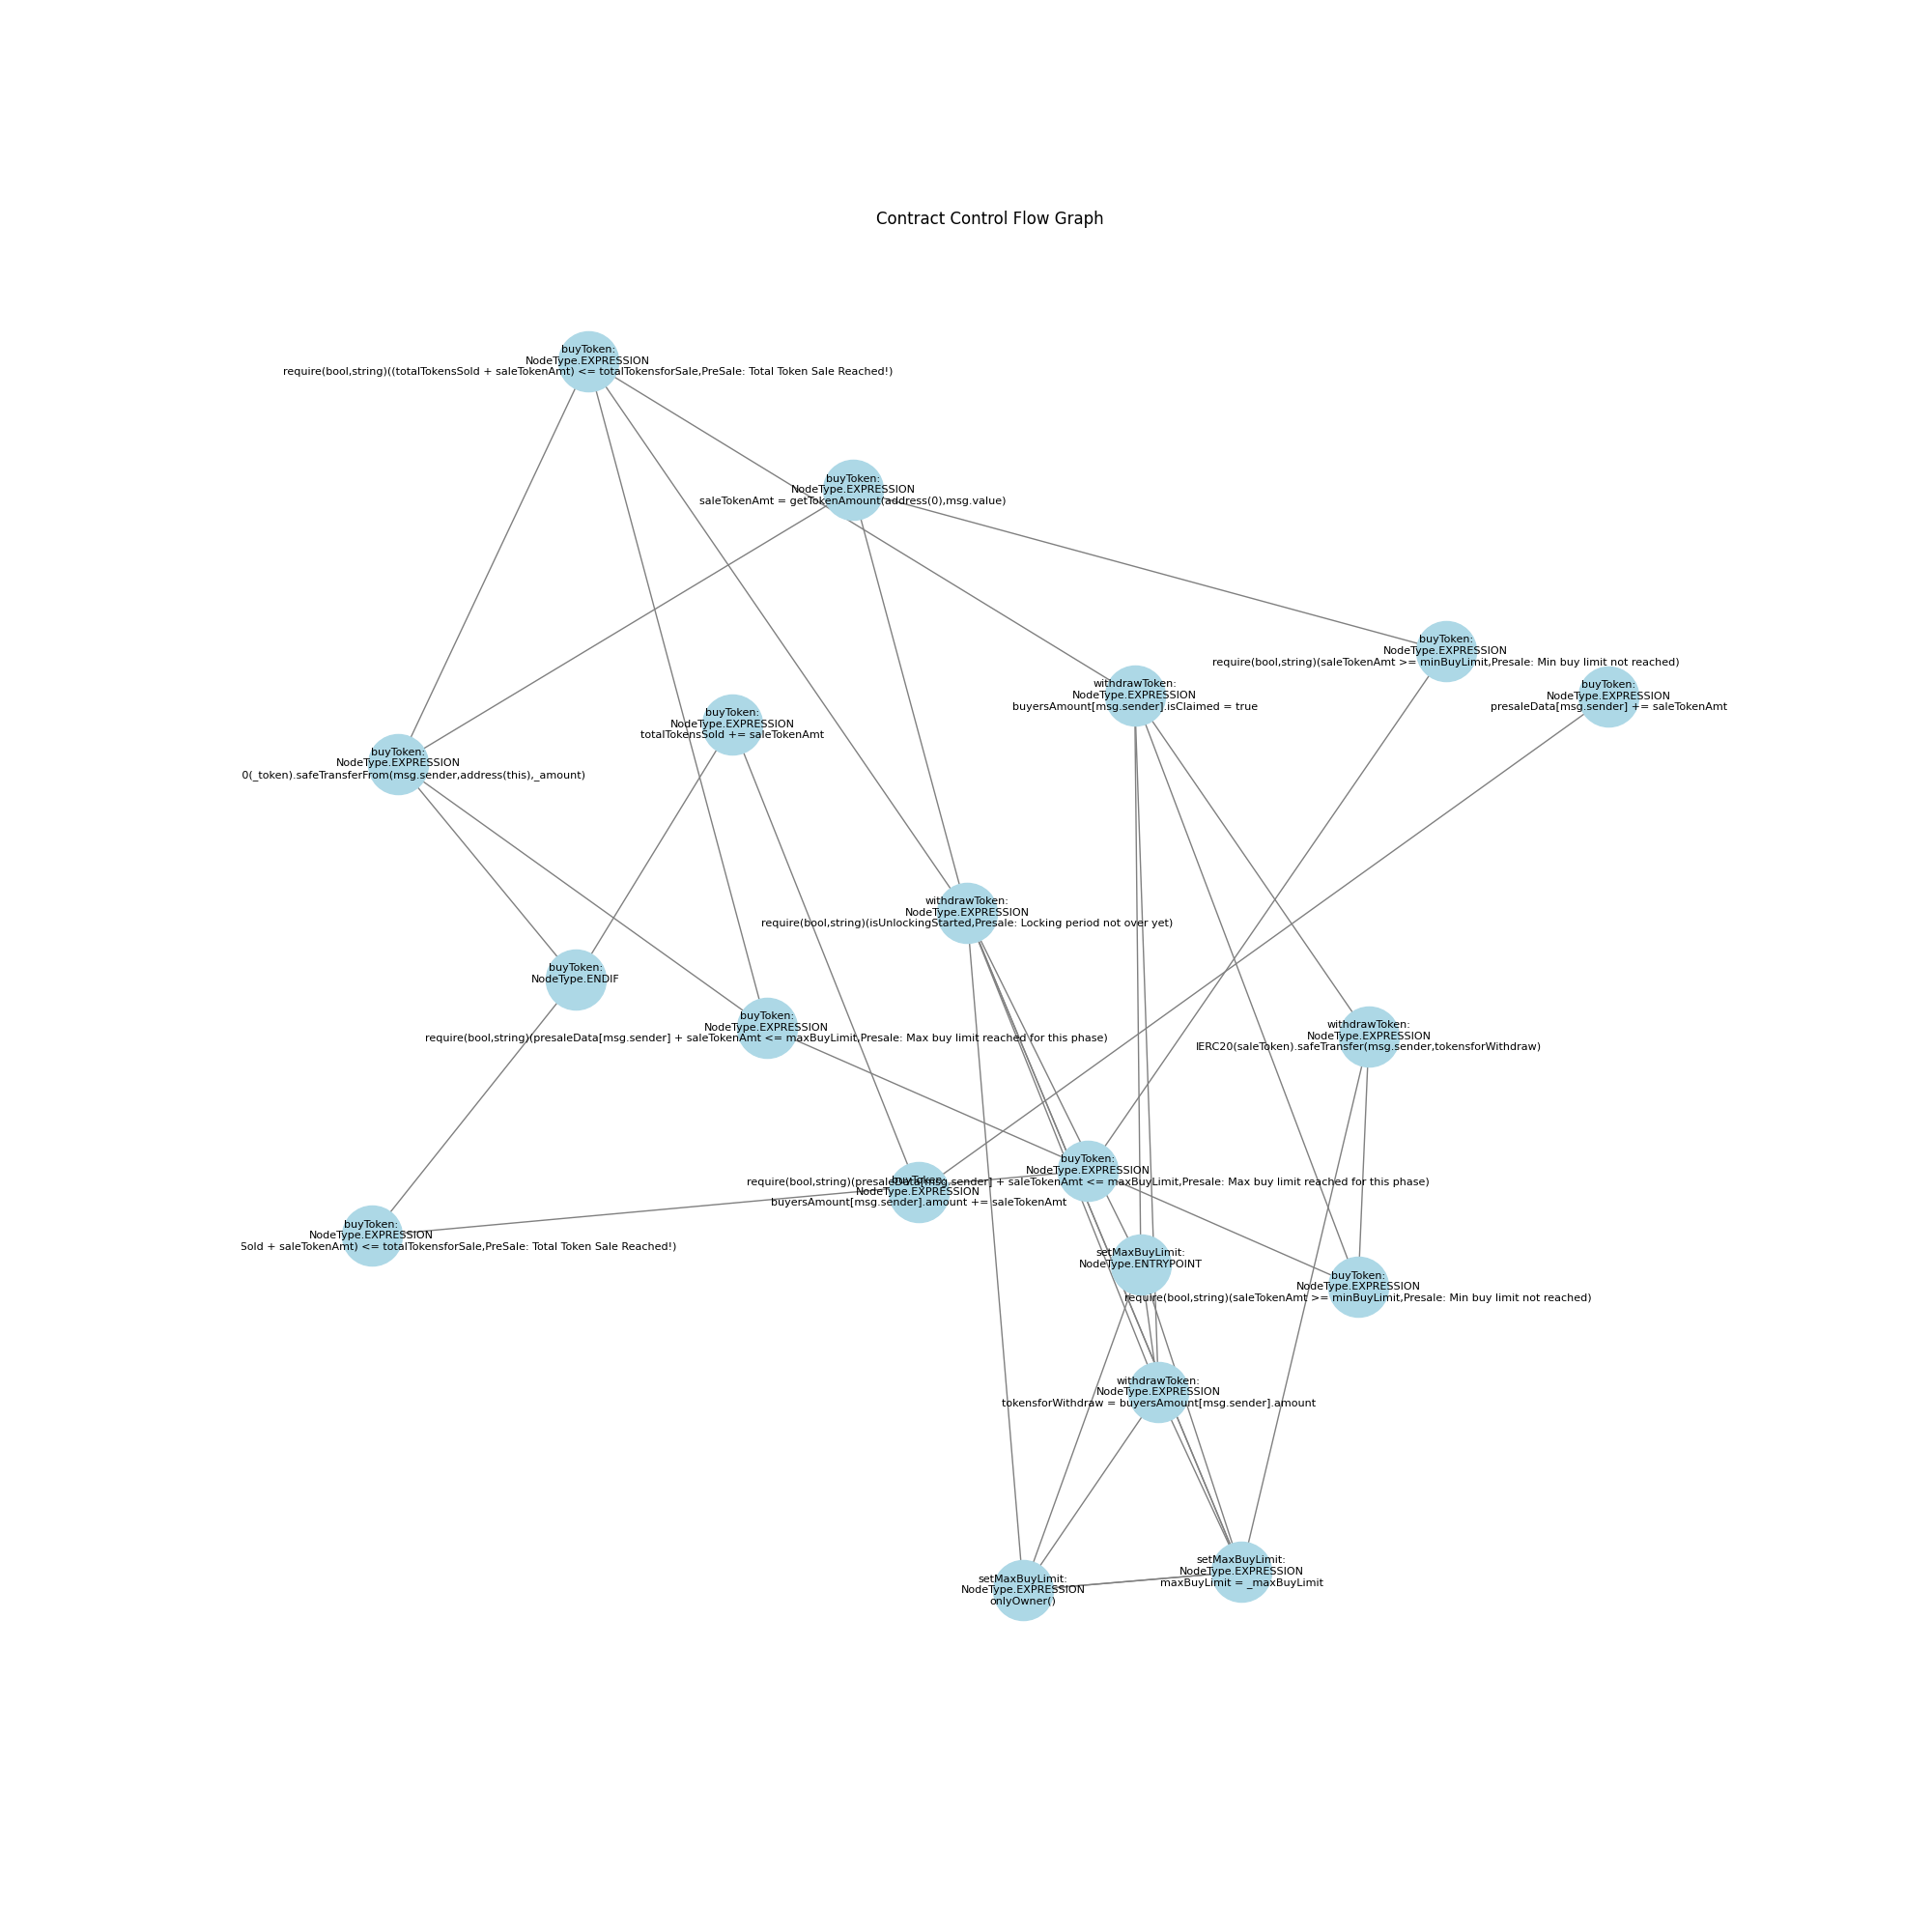 Contract Control Flow Graph
buyToken:
NodeType.EXPRESSION
require(bool,string)((totalTokensSold + saleTokenAmt) <= totalTokensforSale,PreSale: Total Token Sale Reached!)
buyToken:
NodeType.EXPRESSION
saleTokenAmt = getTokenAmount(address(0),msg.value)
buyToken:
NodeType.EXPRESSION
require(bool,string)(saleTokenAmt >= minBuyLimit,Presale: Min buy limit not reached)
withdrawToken:
NodeType.EXPRESSION
buyersAmount[msg.sender].isClaimed = true
buyToken:
NodeType.EXPRESSION
presaleData[msg.sender] += saleTokenAmt
buyToken:
NodeType.EXPRESSION
totalTokensSold += saleTokenAmt
buyToken:
NodeType.EXPRESSION
0(_token).safeTransferFrom(msg.sender,address(this),_amount)
withdrawToken:
NodeType.EXPRESSION
require(bool,string)(isUnlockingStarted,Presale: Locking period not over yet)
buyToken:
NodeType.ENDIF
buyToken:
NodeType.EXPRESSION
require(bool,string)(presaleData[msg.sender] + saleTokenAmt <= maxBuyLimit,Presale: Max buy limit reached for this phase)
withdrawToken:
NodeType.EXPRESSION
IERC20(saleToken).safeTransfer(msg.sender,tokensforWithdraw)
buyToken:
NodeType.EXPRESSION
require(bool,string)(presaleData[msg.sender] + saleTokenAmt <= maxBuyLimit,Presale: Max buy limit reached for this phase)
buyToken:
NodeType.EXPRESSION
buyersAmount[msg.sender].amount += saleTokenAmt
buyToken:
NodeType.EXPRESSION
Sold + saleTokenAmt) <= totalTokensforSale,PreSale: Total Token Sale Reached!)
setMaxBuyLimit:
NodeType.ENTRYPOINT
buyToken:
NodeType.EXPRESSION
require(bool,string)(saleTokenAmt >= minBuyLimit,Presale: Min buy limit not reached)
withdrawToken:
NodeType.EXPRESSION
tokensforWithdraw = buyersAmount[msg.sender].amount
setMaxBuyLimit:
NodeType.EXPRESSION
maxBuyLimit = _maxBuyLimit
setMaxBuyLimit:
NodeType.EXPRESSION
onlyOwner()